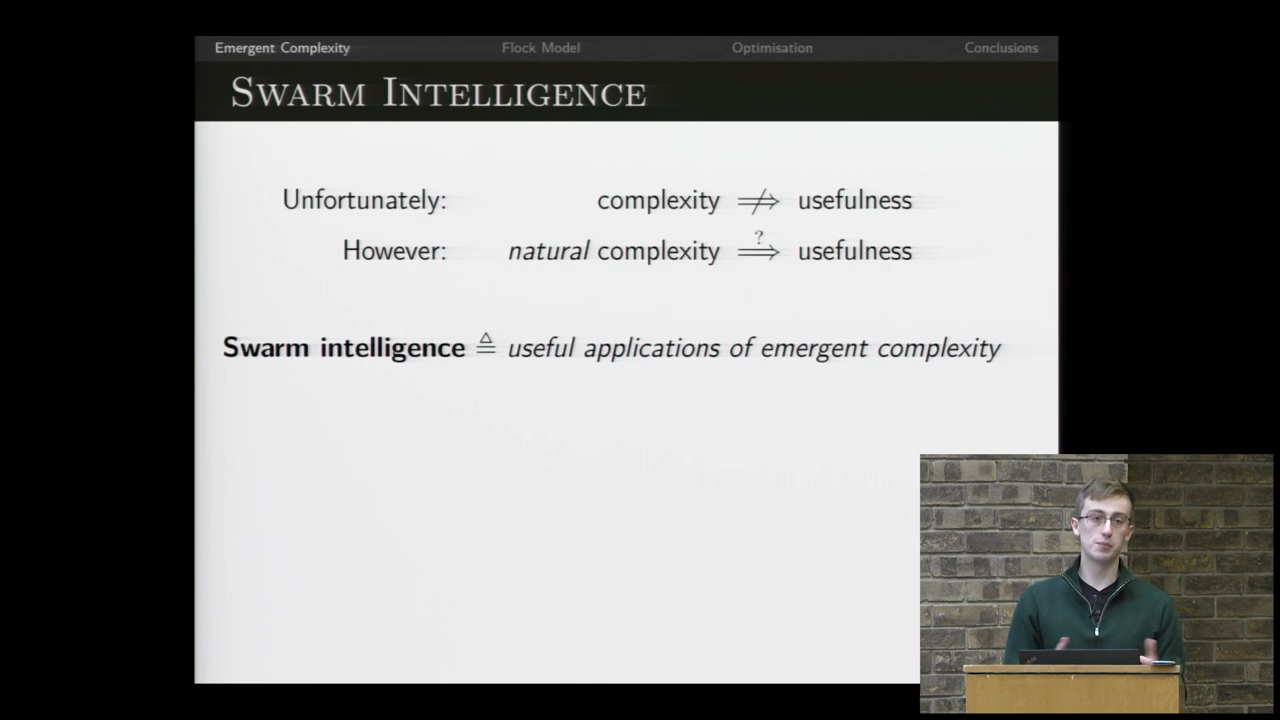 Emergent Complexity Flock Model Optimisation Conclusions
SWARM INTELLIGENCE
Unfortunately: complexity ⇏ usefulness
However: natural complexity ?⟹ usefulness
Swarm intelligence ≜ useful applications of emergent complexity